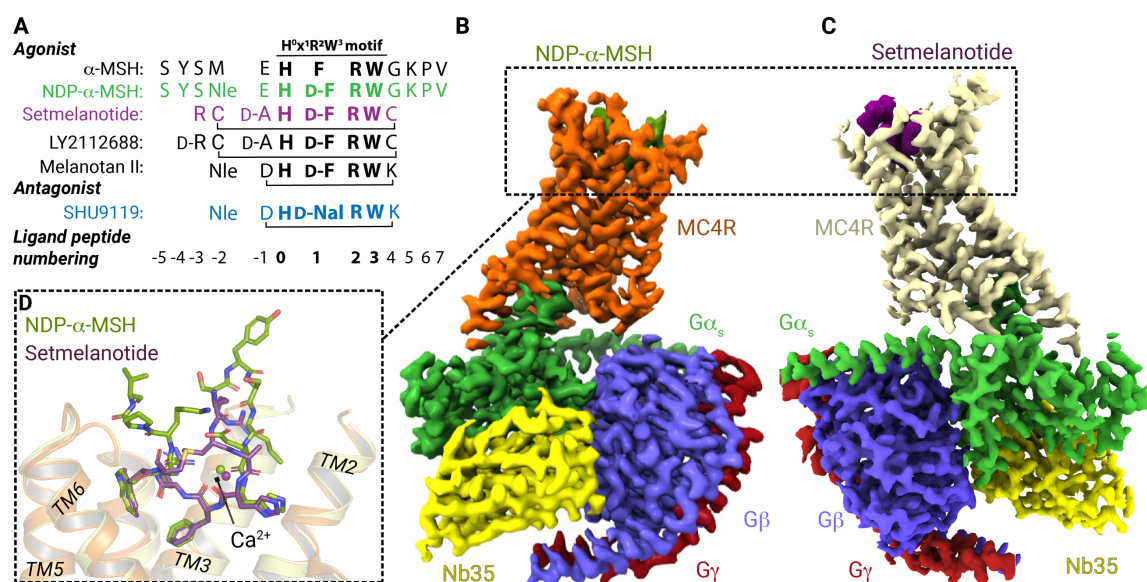 A
Agonist
H⁰x¹R²W³ motif
α-MSH: S Y S M E H F R W G K P V
NDP-α-MSH: S Y S Nle E H D-F R W G K P V
Setmelanotide: R C D-A H D-F R W C
LY2112688: D-R C D-A H D-F R W C
Melanotan II: Nle D H D-F R W K
Antagonist
SHU9119: Nle D H D-Nal R W K
Ligand peptide
numbering -5 -4 -3 -2 -1 0 1 2 3 4 5 6 7
B
NDP-α-MSH
MC4R
Gαₛ
Gβ
Gγ
Nb35
C
Setmelanotide
MC4R
Gαₛ
Gβ
Gγ
Nb35
D
NDP-α-MSH
Setmelanotide
TM6
TM2
Ca²⁺
TM3
TM5